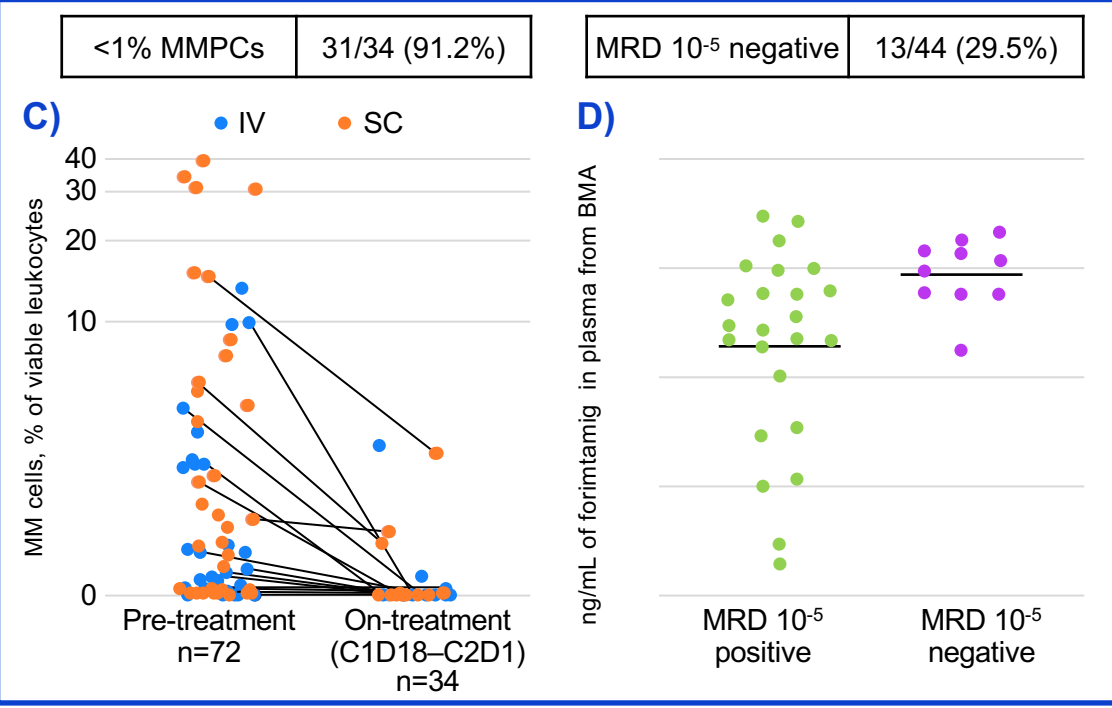 <1% MMPCs 31/34 (91.2%)
MRD 10⁻⁵ negative 13/44 (29.5%)
C)
IV SC
MM cells, % of viable leukocytes
40
30
20
10
0
Pre-treatment
n=72
On-treatment
(C1D18–C2D1)
n=34
D)
ng/mL of forimtamig in plasma from BMA
MRD 10⁻⁵
positive
MRD 10⁻⁵
negative